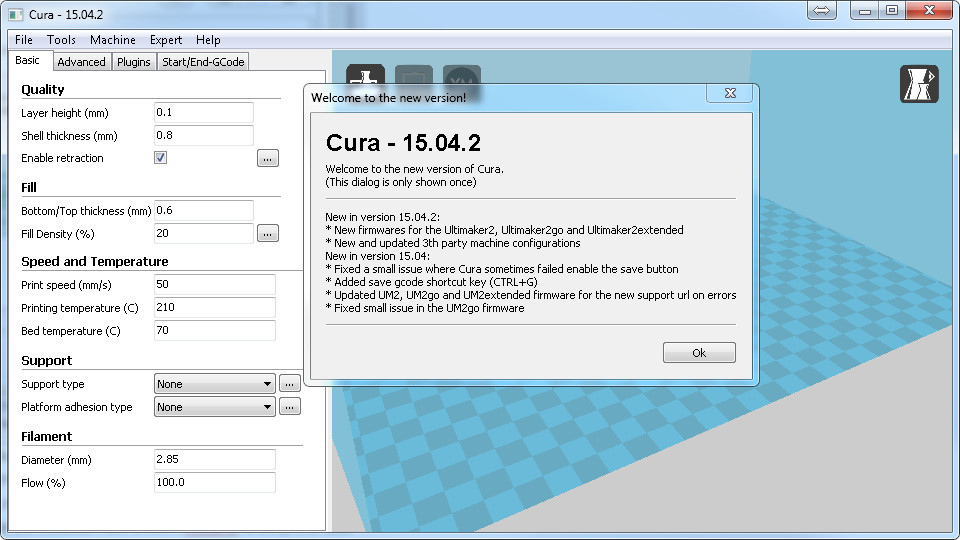 Cura - 15.04.2
File Tools Machine Expert Help
Basic Advanced Plugins Start/End-GCode
Quality
Layer height (mm) 0.1
Shell thickness (mm) 0.8
Enable retraction ...
Fill
Bottom/Top thickness (mm) 0.6
Fill Density (%) 20 ...
Speed and Temperature
Print speed (mm/s) 50
Printing temperature (C) 210
Bed temperature (C) 70
Support
Support type None ...
Platform adhesion type None ...
Filament
Diameter (mm) 2.85
Flow (%) 100.0
YM
Welcome to the new version!
Cura - 15.04.2
Welcome to the new version of Cura.
(This dialog is only shown once)
New in version 15.04.2:
* New firmwares for the Ultimaker2, Ultimaker2go and Ultimaker2extended
* New and updated 3th party machine configurations
New in version 15.04:
* Fixed a small issue where Cura sometimes failed enable the save button
* Added save gcode shortcut key (CTRL+G)
* Updated UM2, UM2go and UM2extended firmware for the new support url on errors
* Fixed small issue in the UM2go firmware
Ok